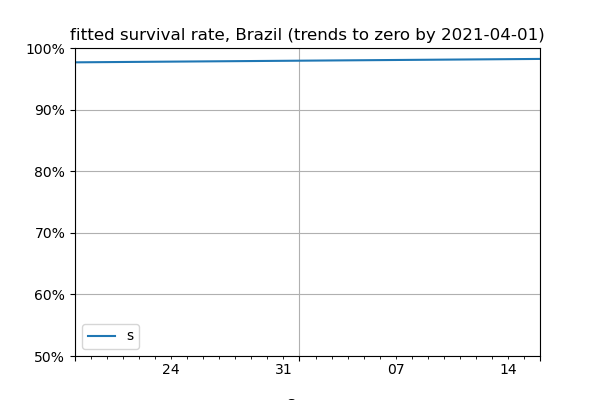 fitted survival rate, Brazil (trends to zero by 2021-04-01)
100%
90%
80%
70%
60%
50%
s
24 31 07 14